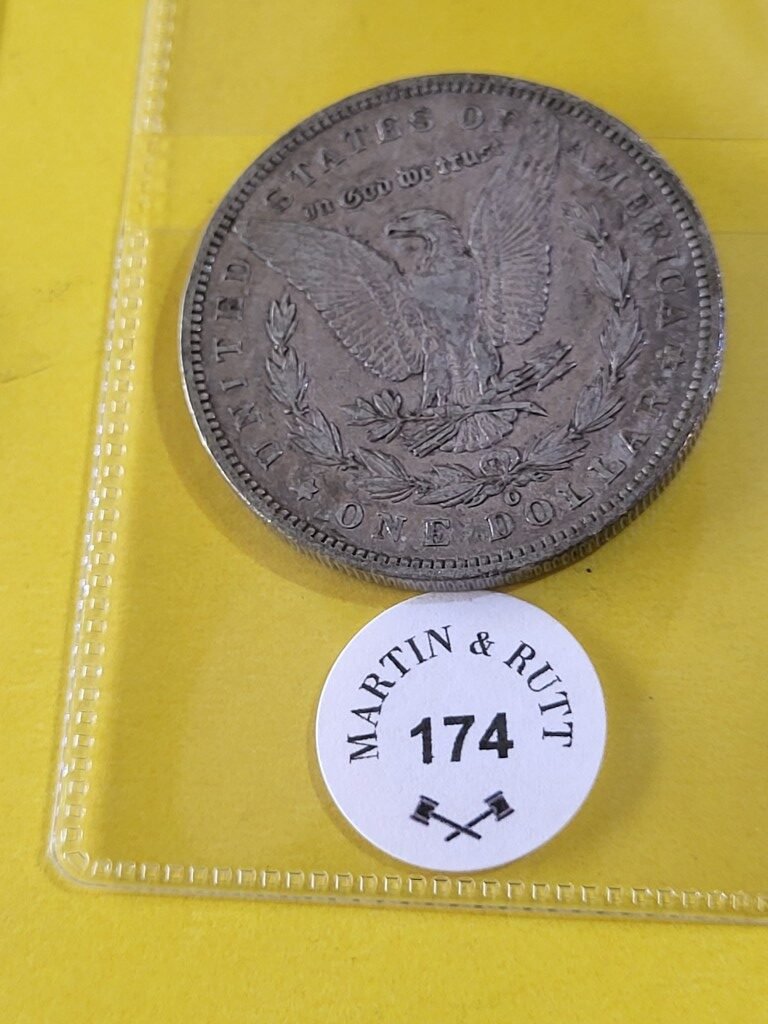 UNITED STATES OF AMERICA
In God we trust
ONE DOLLAR
O
MARTIN & RUTT
174